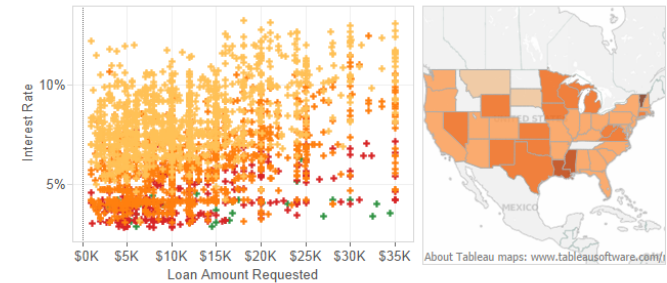 10%
5%
Interest Rate
$0K $5K $10K $15K $20K $25K $30K $35K
Loan Amount Requested
MEXICO
About Tableau maps: www.tableausoftware.com/